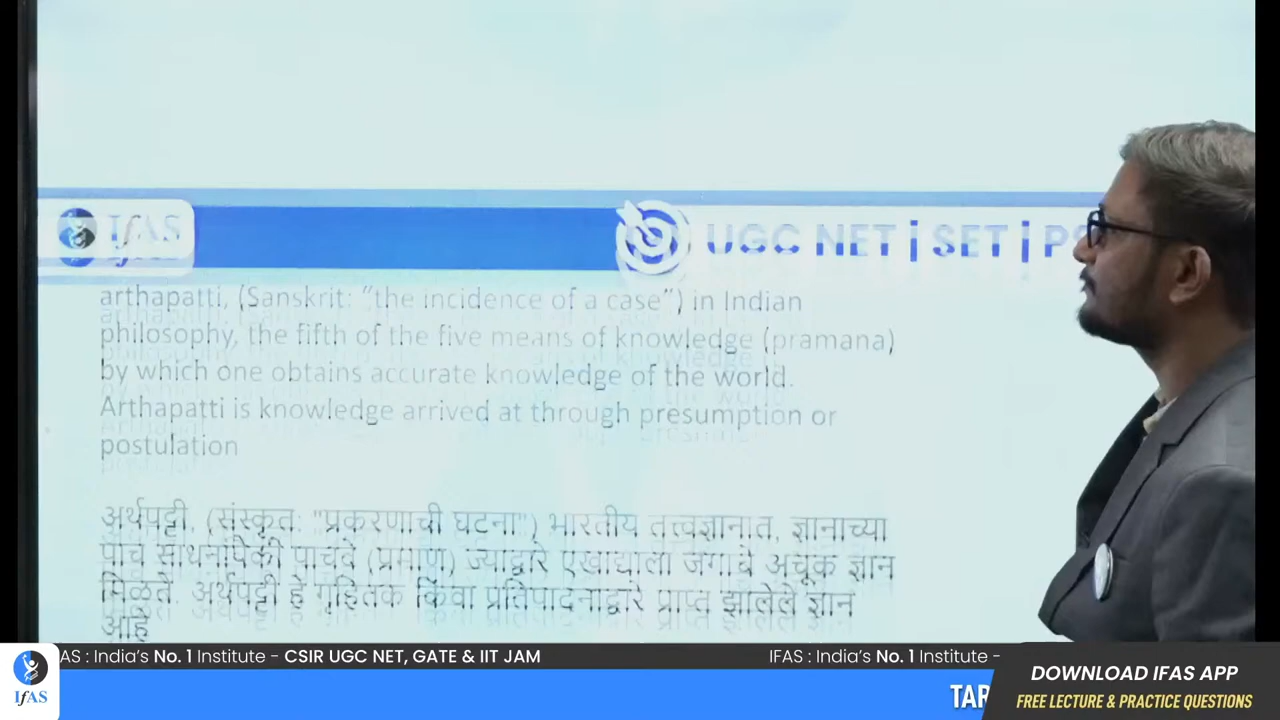 IFAS
UGC NET | SET |
arthapatti, (Sanskrit: "the incidence of a case") in Indian
philosophy, the fifth of the five means of knowledge (pramana)
by which one obtains accurate knowledge of the world.
Arthapatti is knowledge arrived at through presumption or
postulation
अर्थपट्टी, (संस्कृत: "प्रकरणाची घटना") भारतीय तत्त्वज्ञानात, ज्ञानाच्या
पाच साधनांपैकी पाचवे (प्रमाण) ज्याद्वारे एखाद्याला जगाचे अचूक ज्ञान
मिळते. अर्थपट्टी हे गृहितक किंवा प्रतिपादनाद्वारे प्राप्त झालेले ज्ञान
आहे
AS : India's No. 1 Institute - CSIR UGC NET, GATE & IIT JAM IFAS : India's No. 1 Institute -
IFAS
TAR
DOWNLOAD IFAS APP
FREE LECTURE & PRACTICE QUESTIONS